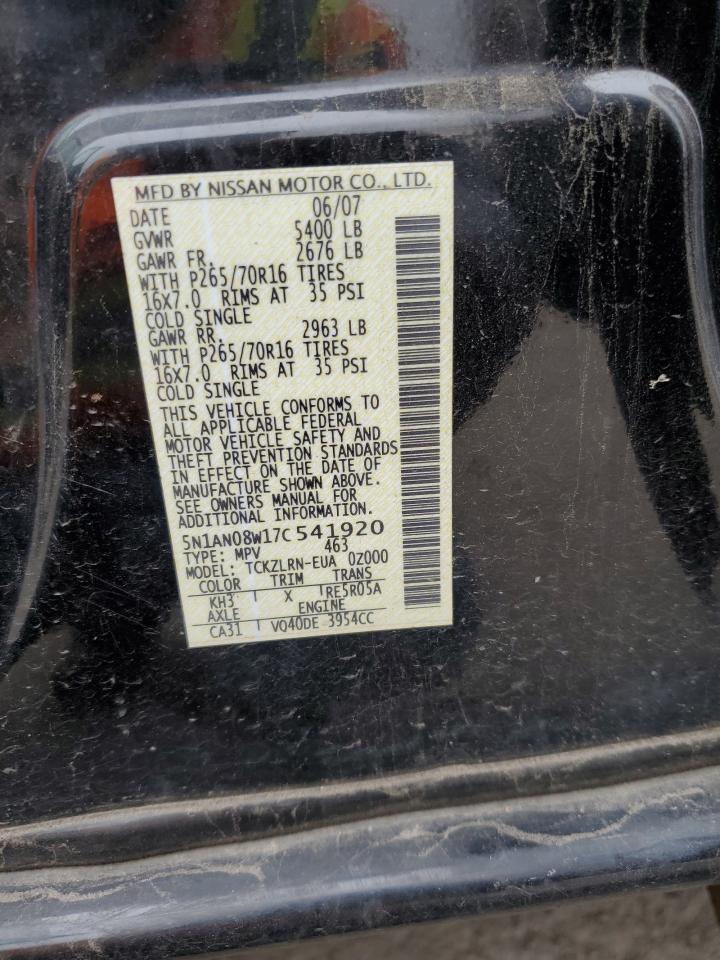 MFD BY NISSAN MOTOR CO., LTD.
DATE 06/07
GVWR 5400 LB
GAWR FR. 2676 LB
WITH P265/70R16 TIRES
16X7.0 RIMS AT 35 PSI
COLD SINGLE
GAWR RR. 2963 LB
WITH P265/70R16 TIRES
16X7.0 RIMS AT 35 PSI
COLD SINGLE
THIS VEHICLE CONFORMS TO
ALL APPLICABLE FEDERAL
MOTOR VEHICLE SAFETY AND
THEFT PREVENTION STANDARDS
IN EFFECT ON THE DATE OF
MANUFACTURE SHOWN ABOVE.
SEE OWNERS MANUAL FOR
ADDITIONAL INFORMATION.
5N1AN08W17C541920
TYPE: MPV 463
MODEL: TCKZLRN-EUA 0Z000
COLOR TRIM TRANS
KH3 X RE5R05A
AXLE ENGINE
CA31 VQ40DE 3954CC